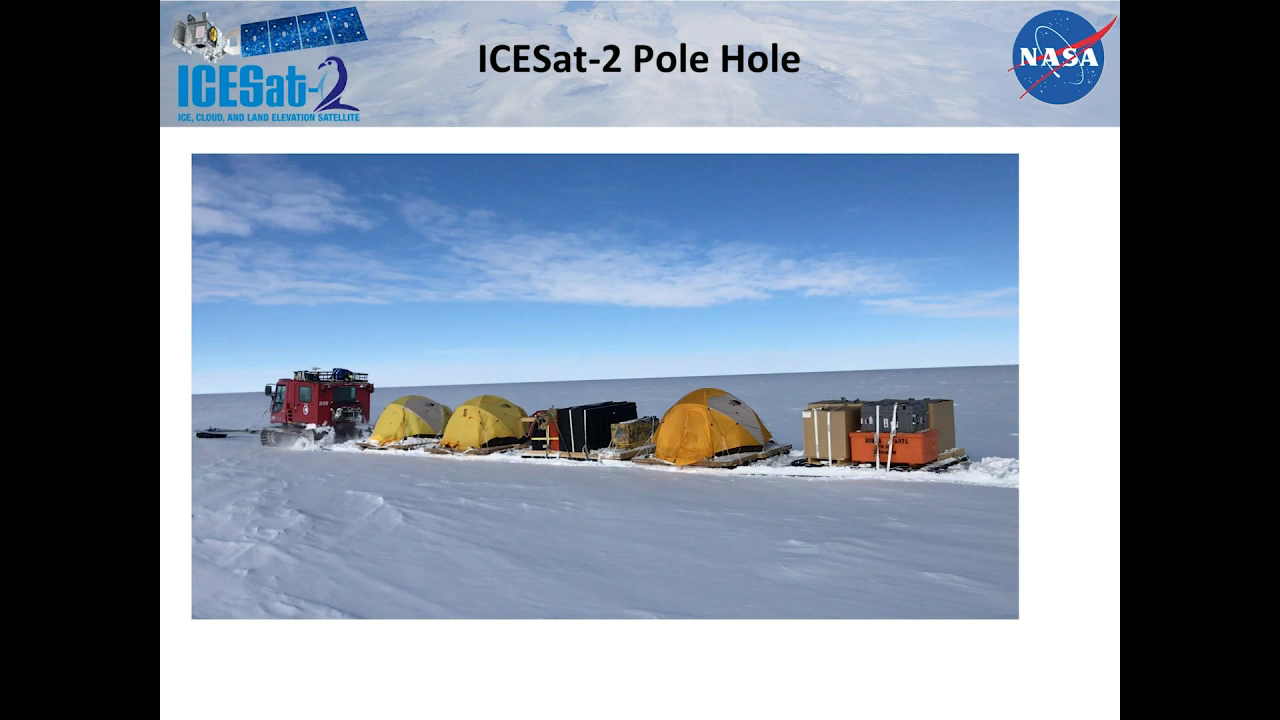 ICESat-2
ICE, CLOUD, AND LAND ELEVATION SATELLITE
ICESat-2 Pole Hole
NASA